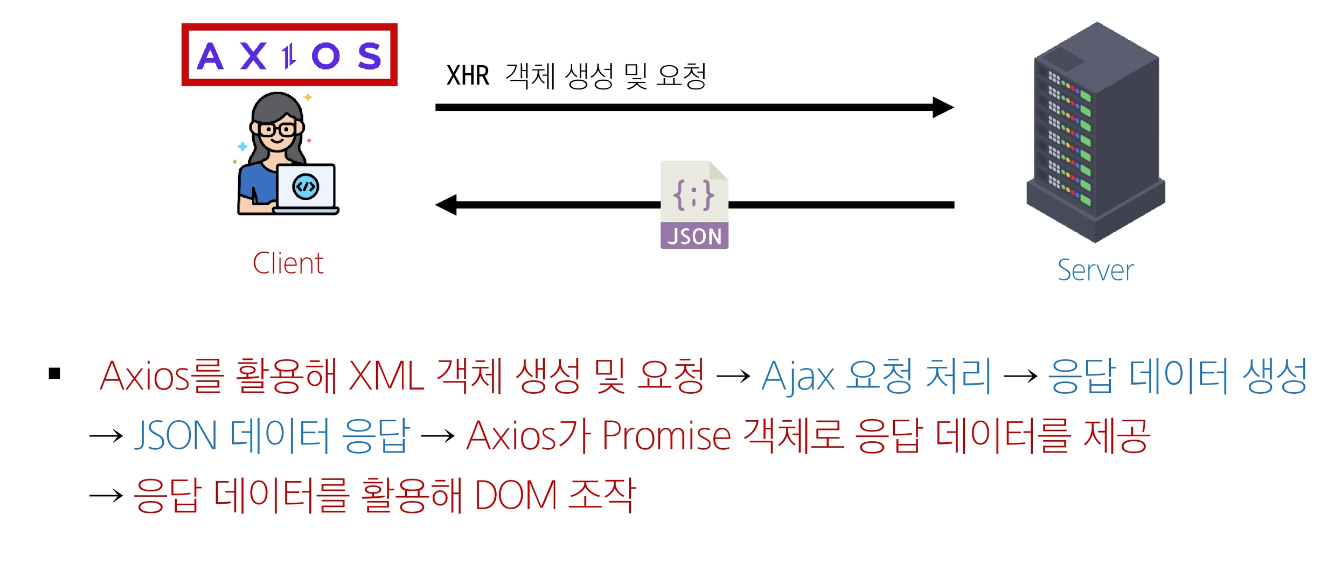 AXIOS
XHR 객체 생성 및 요청
</>
{;}
JSON
Client
Server
▪ Axios를 활용해 XML 객체 생성 및 요청 → Ajax 요청 처리 → 응답 데이터 생성
→ JSON 데이터 응답 → Axios가 Promise 객체로 응답 데이터를 제공
→ 응답 데이터를 활용해 DOM 조작